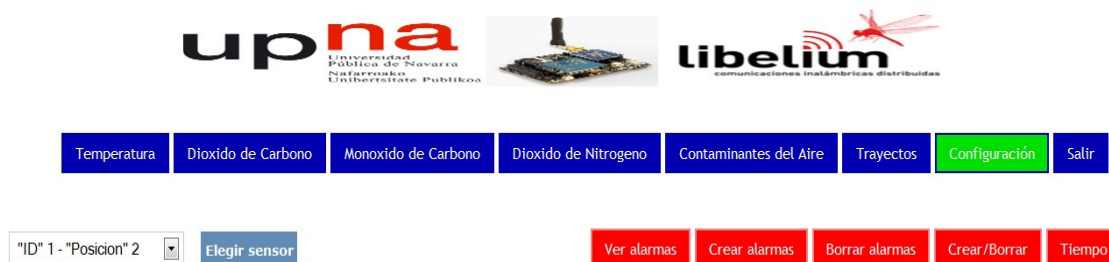 upna
Universidad
Pública de Navarra
Nafarroako
Unibertsitate Publikoa
libelium
comunicaciones inalámbricas distribuidas
Temperatura Dioxido de Carbono Monoxido de Carbono Dioxido de Nitrogeno Contaminantes del Aire Trayectos Configuración Salir
"ID" 1 - "Posicion" 2 Elegir sensor Ver alarmas Crear alarmas Borrar alarmas Crear/Borrar Tiempo